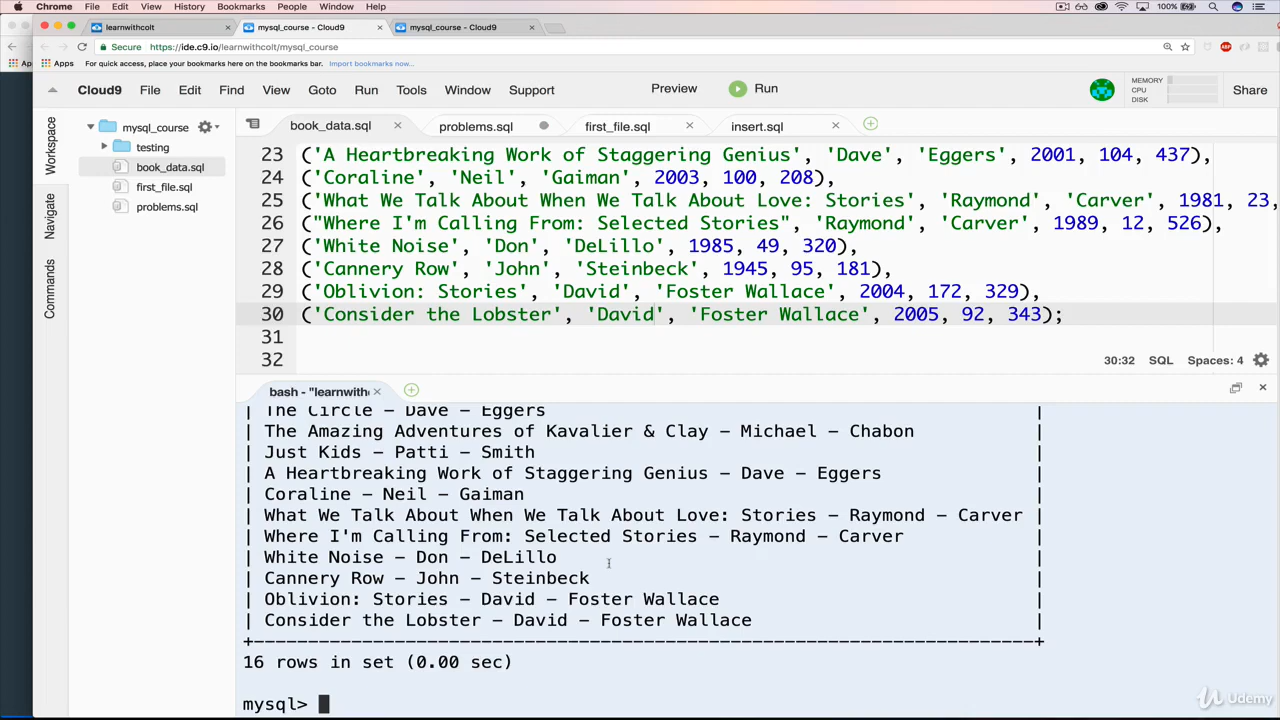 Chrome File Edit View History Bookmarks People Window Help 100%
learnwithcolt mysql_course - Cloud9 mysql_course - Cloud9
Secure https://ide.c9.io/learnwithcolt/mysql_course
Apps For quick access, place your bookmarks here on the bookmarks bar. Import bookmarks now...
Cloud9 File Edit Find View Goto Run Tools Window Support Preview Run MEMORY CPU DISK Share
book_data.sql problems.sql first_file.sql insert.sql
Workspace
Navigate
Commands
mysql_course
testing
book_data.sql
first_file.sql
problems.sql
23 ('A Heartbreaking Work of Staggering Genius', 'Dave', 'Eggers', 2001, 104, 437),
24 ('Coraline', 'Neil', 'Gaiman', 2003, 100, 208),
25 ('What We Talk About When We Talk About Love: Stories', 'Raymond', 'Carver', 1981, 23,
26 ("Where I'm Calling From: Selected Stories", 'Raymond', 'Carver', 1989, 12, 526),
27 ('White Noise', 'Don', 'DeLillo', 1985, 49, 320),
28 ('Cannery Row', 'John', 'Steinbeck', 1945, 95, 181),
29 ('Oblivion: Stories', 'David', 'Foster Wallace', 2004, 172, 329),
30 ('Consider the Lobster', 'David', 'Foster Wallace', 2005, 92, 343);
31
32
30:32 SQL Spaces: 4
bash - "learnwith
| The Circle – Dave – Eggers |
| The Amazing Adventures of Kavalier & Clay – Michael – Chabon |
| Just Kids – Patti – Smith |
| A Heartbreaking Work of Staggering Genius – Dave – Eggers |
| Coraline – Neil – Gaiman |
| What We Talk About When We Talk About Love: Stories – Raymond – Carver |
| Where I'm Calling From: Selected Stories – Raymond – Carver |
| White Noise – Don – DeLillo |
| Cannery Row – John – Steinbeck |
| Oblivion: Stories – David – Foster Wallace |
| Consider the Lobster – David – Foster Wallace |
+-----------------------------------------------------------------------+
16 rows in set (0.00 sec)
mysql>
Udemy